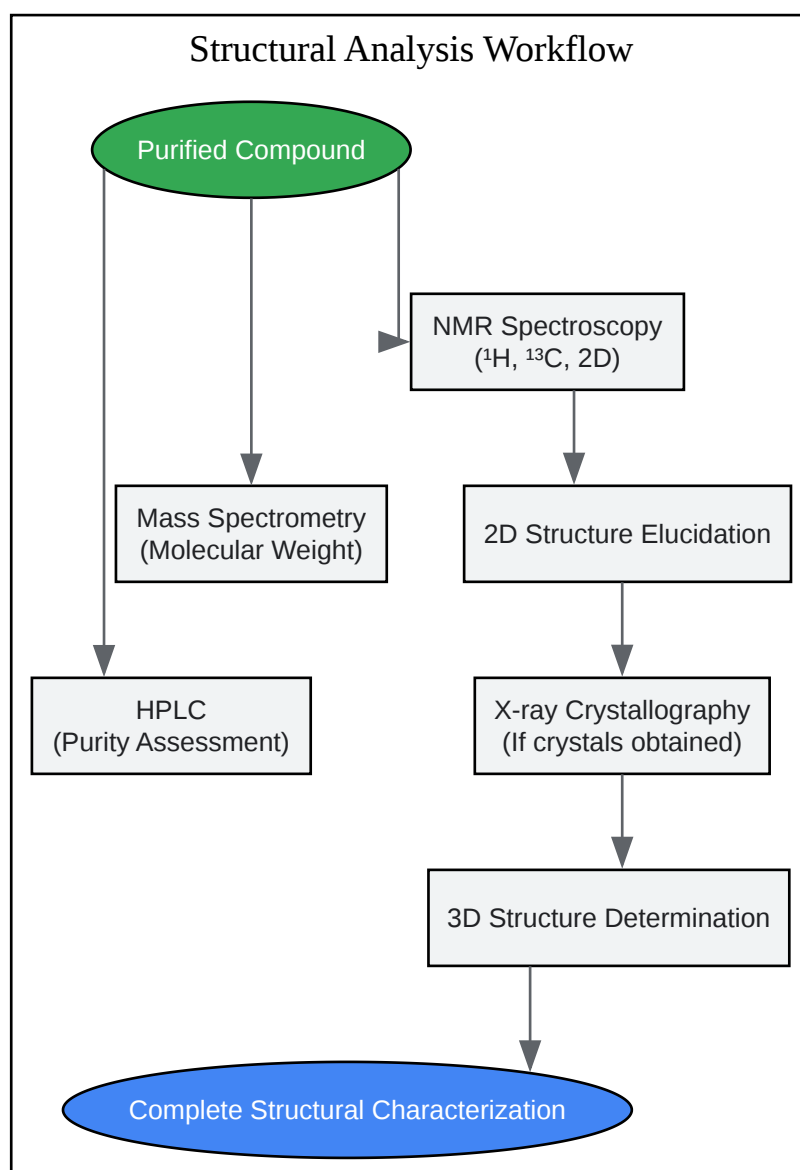 Structural Analysis Workflow
Purified Compound
NMR Spectroscopy
(¹H, ¹³C, 2D)
Mass Spectrometry
(Molecular Weight)
2D Structure Elucidation
HPLC
(Purity Assessment)
X-ray Crystallography
(If crystals obtained)
3D Structure Determination
Complete Structural Characterization